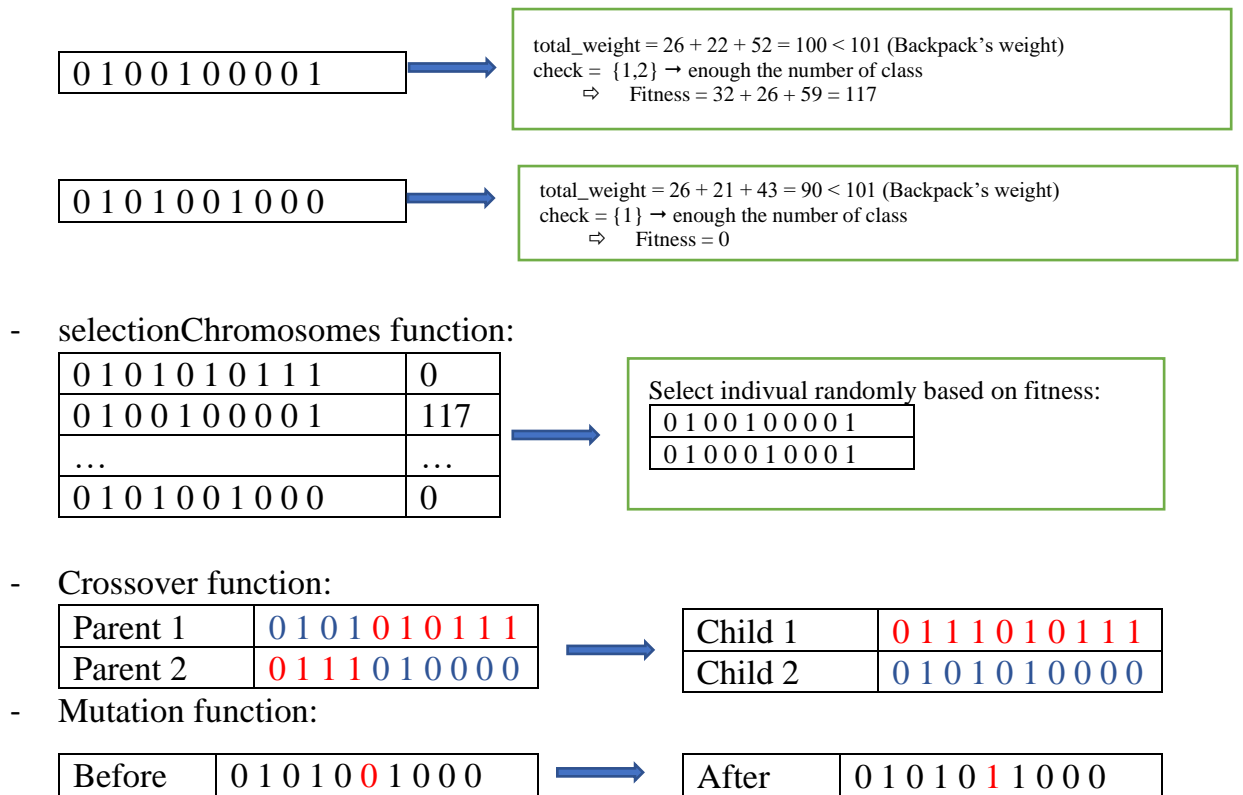 0 1 0 0 1 0 0 0 0 1
total_weight = 26 + 22 + 52 = 100 < 101 (Backpack's weight)
check = {1,2} → enough the number of class
⇨ Fitness = 32 + 26 + 59 = 117
0 1 0 1 0 0 1 0 0 0
total_weight = 26 + 21 + 43 = 90 < 101 (Backpack's weight)
check = {1} → enough the number of class
⇨ Fitness = 0
- selectionChromosomes function:
0 1 0 1 0 1 0 1 1 1 0
0 1 0 0 1 0 0 0 0 1 117
… …
0 1 0 1 0 0 1 0 0 0 0
Select indivual randomly based on fitness:
0 1 0 0 1 0 0 0 0 1
0 1 0 0 0 1 0 0 0 1
- Crossover function:
Parent 1 0 1 0 1 0 1 0 1 1 1
Parent 2 0 1 1 1 0 1 0 0 0 0
Child 1 0 1 1 1 0 1 0 1 1 1
Child 2 0 1 0 1 0 1 0 0 0 0
- Mutation function:
Before 0 1 0 1 0 0 1 0 0 0
After 0 1 0 1 0 1 1 0 0 0